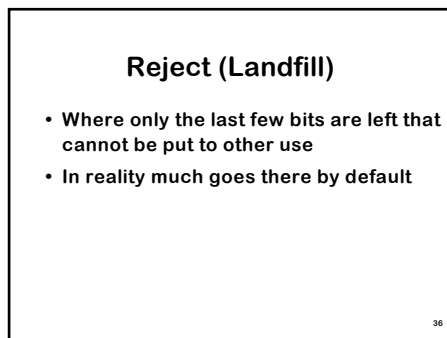 Reject (Landfill)
• Where only the last few bits are left that
cannot be put to other use
• In reality much goes there by default
36